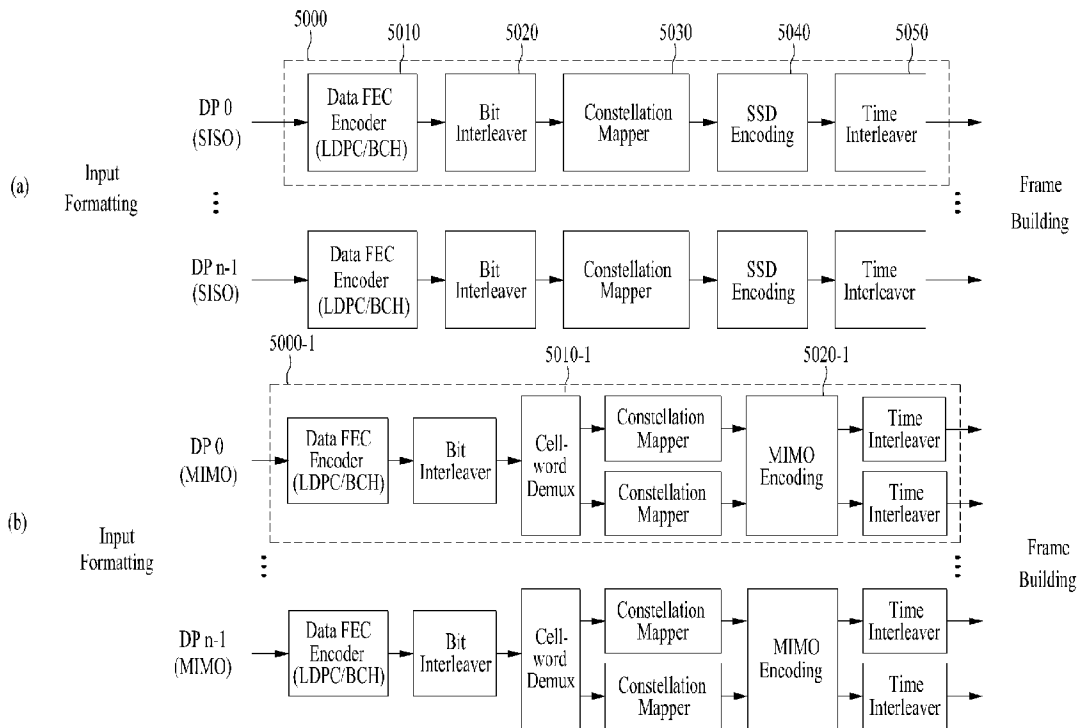 5000
5010
5020
5030
5040
5050
(a)
Input
Formatting
DP 0
(SISO)
Data FEC
Encoder
(LDPC/BCH)
Bit
Interleaver
Constellation
Mapper
SSD
Encoding
Time
Interleaver
Frame
Building
DP n-1
(SISO)
Data FEC
Encoder
(LDPC/BCH)
Bit
Interleaver
Constellation
Mapper
SSD
Encoding
Time
Interleaver
5000-1
5010-1
5020-1
(b)
Input
Formatting
DP 0
(MIMO)
Data FEC
Encoder
(LDPC/BCH)
Bit
Interleaver
Cell-
word
Demux
Constellation
Mapper
Constellation
Mapper
MIMO
Encoding
Time
Interleaver
Time
Interleaver
Frame
Building
DP n-1
(MIMO)
Data FEC
Encoder
(LDPC/BCH)
Bit
Interleaver
Cell-
word
Demux
Constellation
Mapper
Constellation
Mapper
MIMO
Encoding
Time
Interleaver
Time
Interleaver